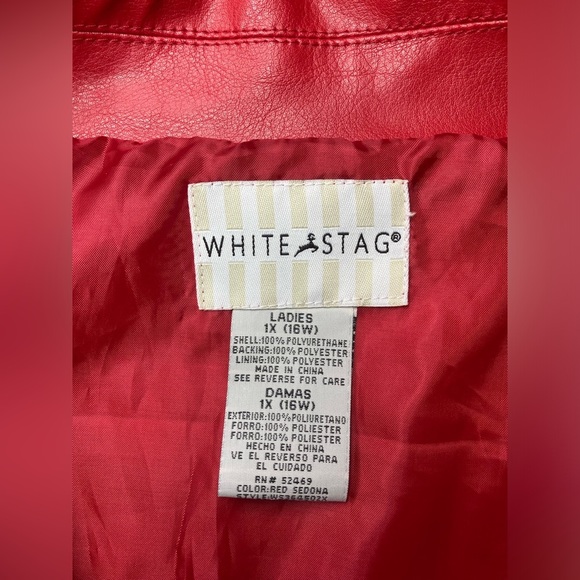 WHITE STAG®
LADIES
1X (16W)
SHELL:100% POLYURETHANE
BACKING:100% POLYESTER
LINING:100% POLYESTER
MADE IN CHINA
SEE REVERSE FOR CARE
DAMAS
1X (16W)
EXTERIOR:100% POLIURETANO
FORRO:100% POLIESTER
FORRO:100% POLIESTER
HECHO EN CHINA
VE EL REVERSO PARA
EL CUIDADO
RN# 52469
COLOR:RED SEDONA
STYLE:WS364502X